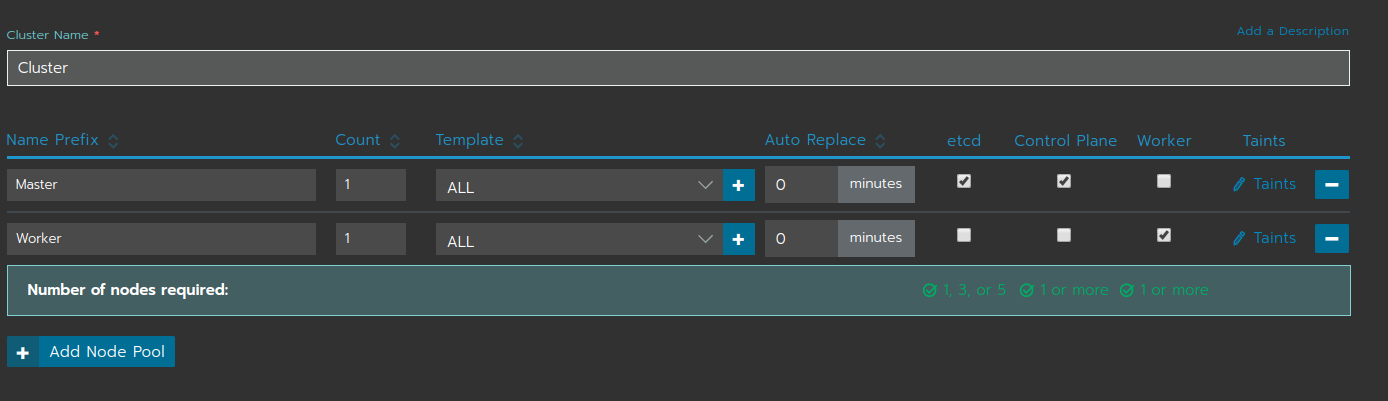 Cluster Name *
Add a Description
Cluster
Name Prefix Count Template Auto Replace etcd Control Plane Worker Taints
Master 1 ALL 0 minutes Taints
Worker 1 ALL 0 minutes Taints
Number of nodes required: 1, 3, or 5 1 or more 1 or more
Add Node Pool